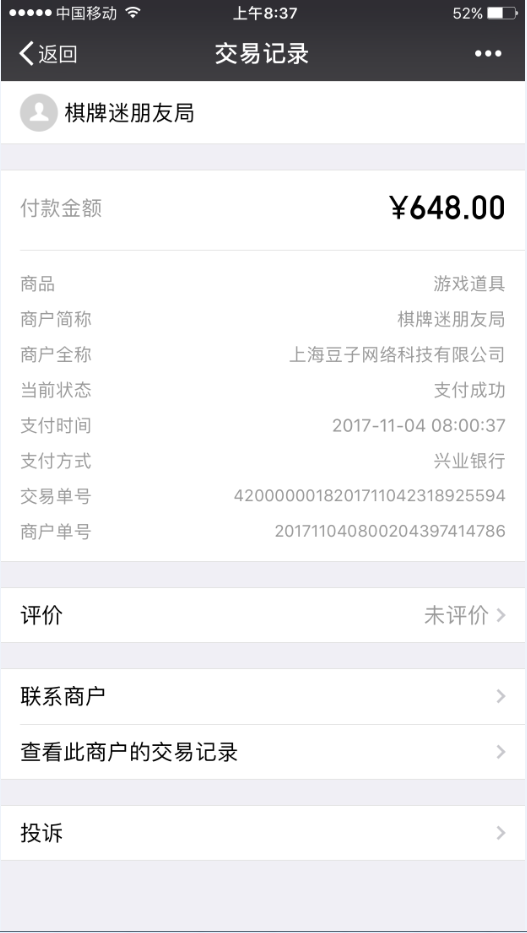 中国移动 上午8:37 52%
返回 交易记录
棋牌迷朋友局
付款金额 ¥648.00
商品 游戏道具
商户简称 棋牌迷朋友局
商户全称 上海豆子网络科技有限公司
当前状态 支付成功
支付时间 2017-11-04 08:00:37
支付方式 兴业银行
交易单号 4200000018201711042318925594
商户单号 201711040800204397414786
评价 未评价
联系商户
查看此商户的交易记录
投诉